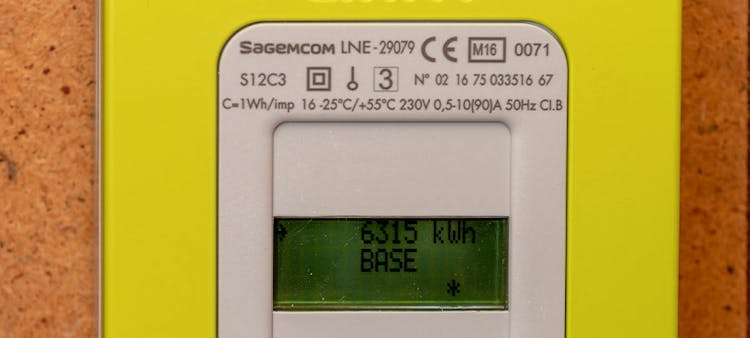 SAGEMCOM LNE-29079 CE M16 0071
S12C3 3 N° 02 16 75 033516 67
C=1Wh/imp 16 -25°C/+55°C 230V 0,5-10(90)A 50Hz Cl.B
6315 kWh
BASE
*